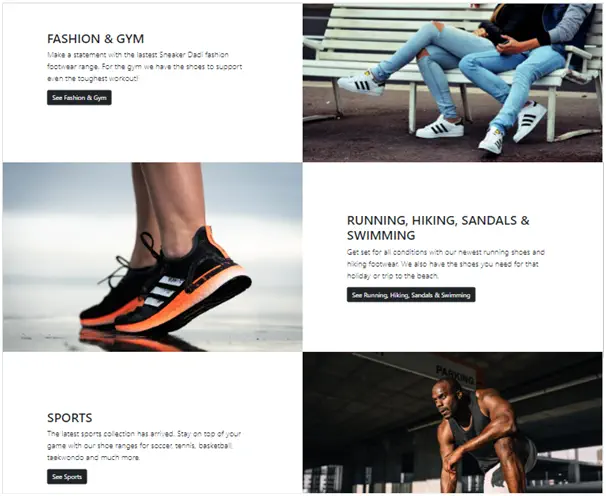 FASHION & GYM
Make a statement with the lastest Sneaker Dadi fashion
footwear range. For the gym we have the shoes to support
even the toughest workout!
See Fashion & Gym
RUNNING, HIKING, SANDALS &
SWIMMING
Get set for all conditions with our newest running shoes and
hiking footwear. We also have the shoes you need for that
holiday or trip to the beach.
See Running, Hiking, Sandals & Swimming
PARKING
SPORTS
The latest sports collection has arrived. Stay on top of your
game with our shoe ranges for soccer, tennis, basketball,
taekwondo and much more.
See Sports